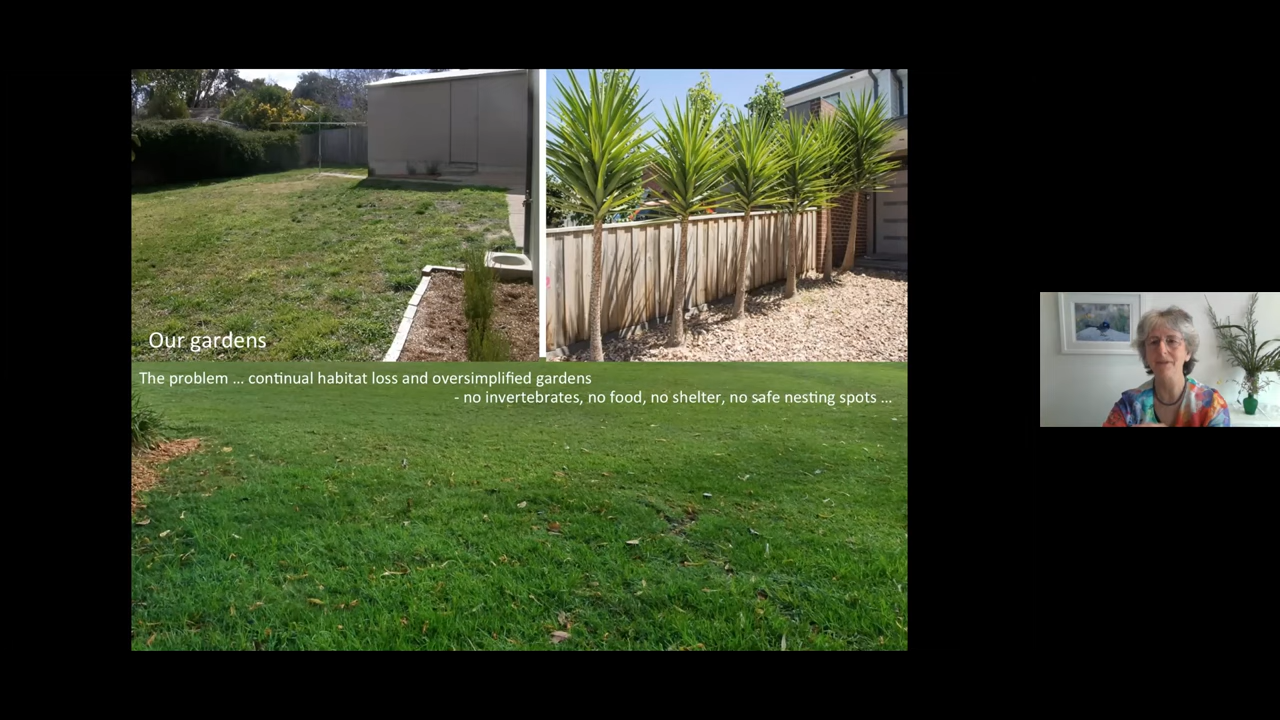 Our gardens
The problem ... continual habitat loss and oversimplified gardens
- no invertebrates, no food, no shelter, no safe nesting spots ...